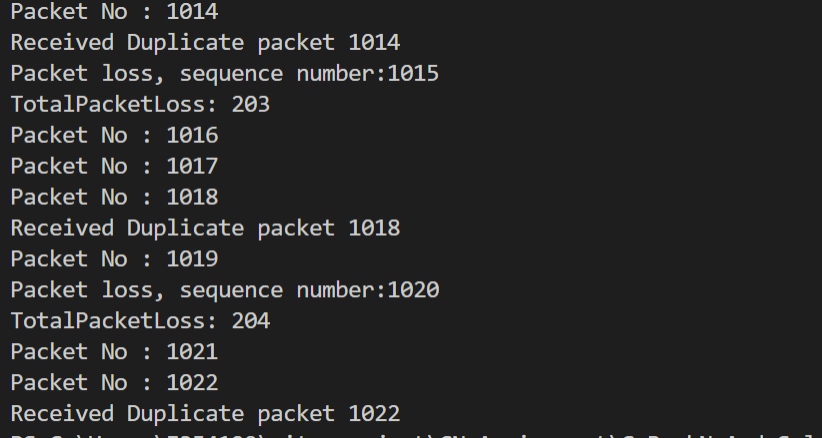 Packet No : 1014
Received Duplicate packet 1014
Packet loss, sequence number:1015
TotalPacketLoss: 203
Packet No : 1016
Packet No : 1017
Packet No : 1018
Received Duplicate packet 1018
Packet No : 1019
Packet loss, sequence number:1020
TotalPacketLoss: 204
Packet No : 1021
Packet No : 1022
Received Duplicate packet 1022